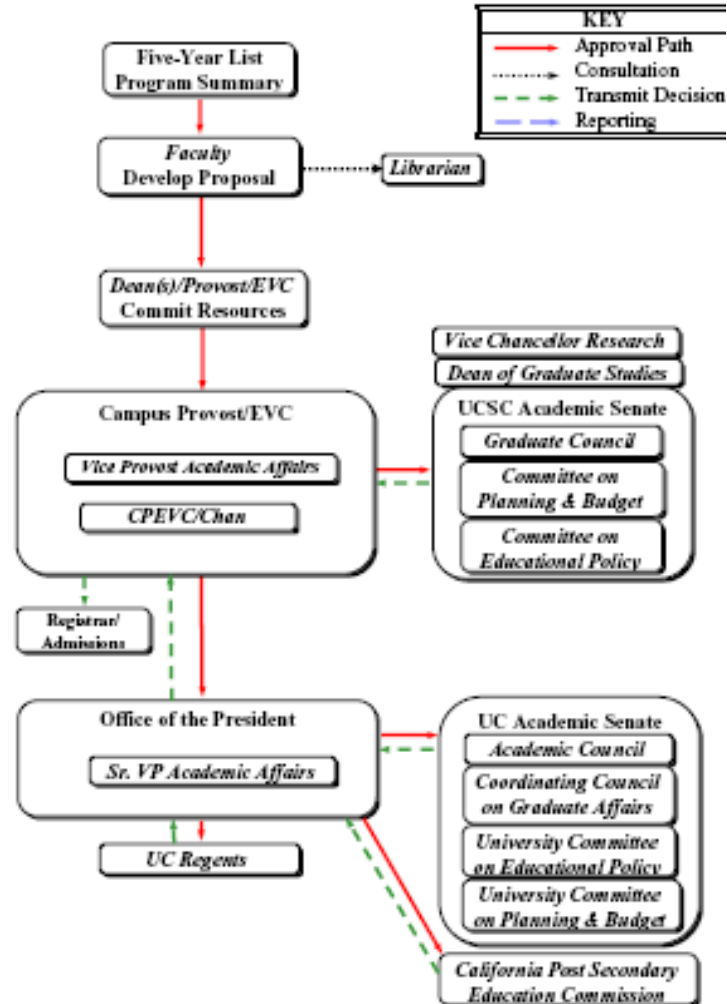 KEY
Approval Path
Consultation
Transmit Decision
Reporting
Five-Year List
Program Summary
Faculty
Develop Proposal
Librarian
Dean(s)/Provost/EVC
Commit Resources
Vice Chancellor Research
Dean of Graduate Studies
Campus Provost/EVC
Vice Provost Academic Affairs
CPEVC/Chan
UCSC Academic Senate
Graduate Council
Committee on
Planning & Budget
Committee on
Educational Policy
Registrar/
Admissions
Office of the President
Sr. VP Academic Affairs
UC Regents
UC Academic Senate
Academic Council
Coordinating Council
on Graduate Affairs
University Committee
on Educational Policy
University Committee
on Planning & Budget
California Post Secondary
Education Commission